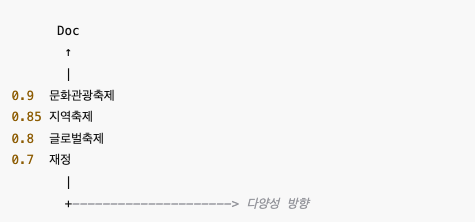 Doc
↑
|
0.9 문화관광축제
0.85 지역축제
0.8 글로벌축제
0.7 재정
|
+---------------------> 다양성 방향